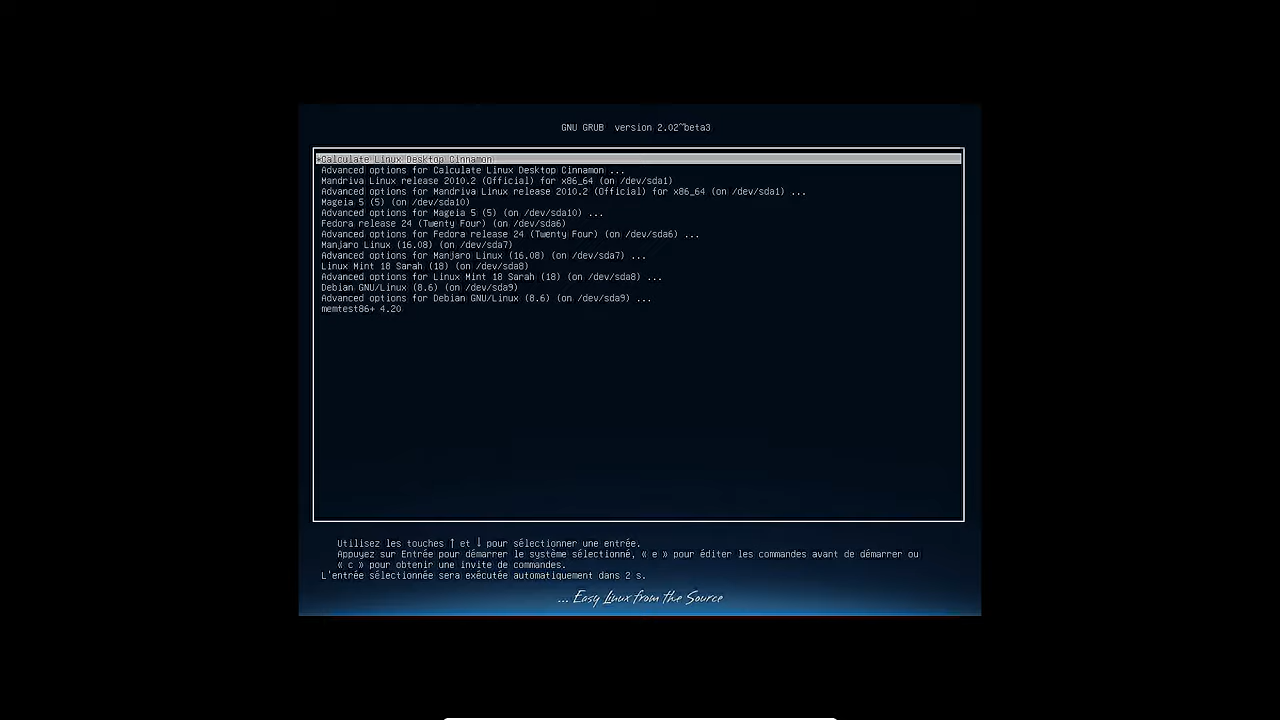 GNU GRUB  version 2.02~beta3
*Calculate Linux Desktop Cinnamon
Advanced options for Calculate Linux Desktop Cinnamon ...
Mandriva Linux release 2010.2 (Official) for x86_64 (on /dev/sda1)
Advanced options for Mandriva Linux release 2010.2 (Official) for x86_64 (on /dev/sda1) ...
Mageia 5 (5) (on /dev/sda10)
Advanced options for Mageia 5 (5) (on /dev/sda10) ...
Fedora release 24 (Twenty Four) (on /dev/sda6)
Advanced options for Fedora release 24 (Twenty Four) (on /dev/sda6) ...
Manjaro Linux (16.08) (on /dev/sda7)
Advanced options for Manjaro Linux (16.08) (on /dev/sda7) ...
Linux Mint 18 Sarah (18) (on /dev/sda8)
Advanced options for Linux Mint 18 Sarah (18) (on /dev/sda8) ...
Debian GNU/Linux (8.6) (on /dev/sda9)
Advanced options for Debian GNU/Linux (8.6) (on /dev/sda9) ...
memtest86+ 4.20
Utilisez les touches ↑ et ↓ pour sélectionner une entrée.
Appuyez sur Entrée pour démarrer le système sélectionné, « e » pour éditer les commandes avant de démarrer ou
« c » pour obtenir une invite de commandes.
L'entrée sélectionnée sera exécutée automatiquement dans 2 s.
... Easy Linux from the Source